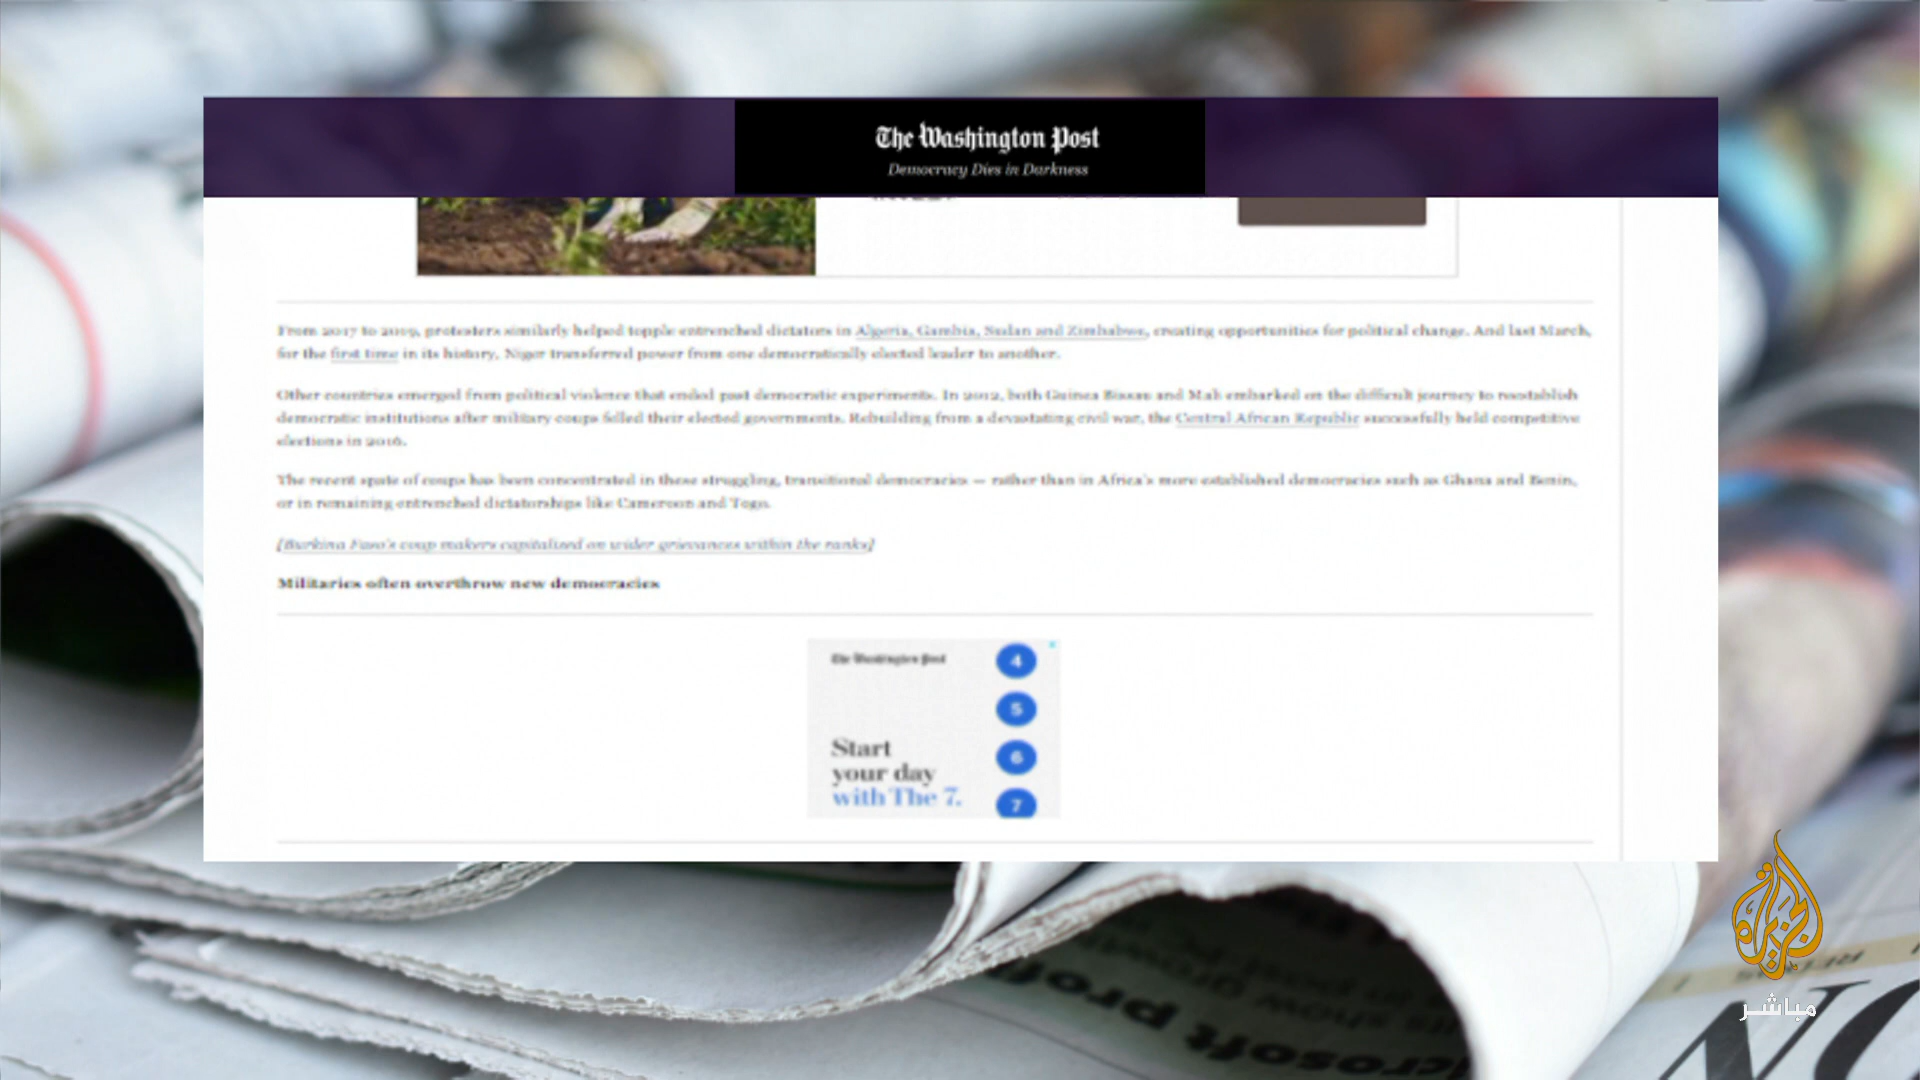 The Washington Post
Democracy Dies in Darkness
From 2017 to 2019, protesters similarly helped topple entrenched dictators in Algeria, Gambia, Sudan and Zimbabwe, creating opportunities for political change. And last March,
for the first time in its history, Niger transferred power from one democratically elected leader to another.
Other countries emerged from political violence that ended past democratic experiments. In 2012, both Guinea Bissau and Mali embarked on the difficult journey to reestablish
democratic institutions after military coups felled their elected governments. Rebuilding from a devastating civil war, the Central African Republic successfully held competitive
elections in 2016.
The recent spate of coups has been concentrated in these struggling, transitional democracies — rather than in Africa's more established democracies such as Ghana and Benin,
or in remaining entrenched dictatorships like Cameroon and Togo.
[Burkina Faso's coup makers capitalized on wider grievances within the ranks]
Militaries often overthrow new democracies
The Washington Post
4
5
6
7
Start
your day
with The 7.
الجزيرة
مباشر
crosoft profi
NO